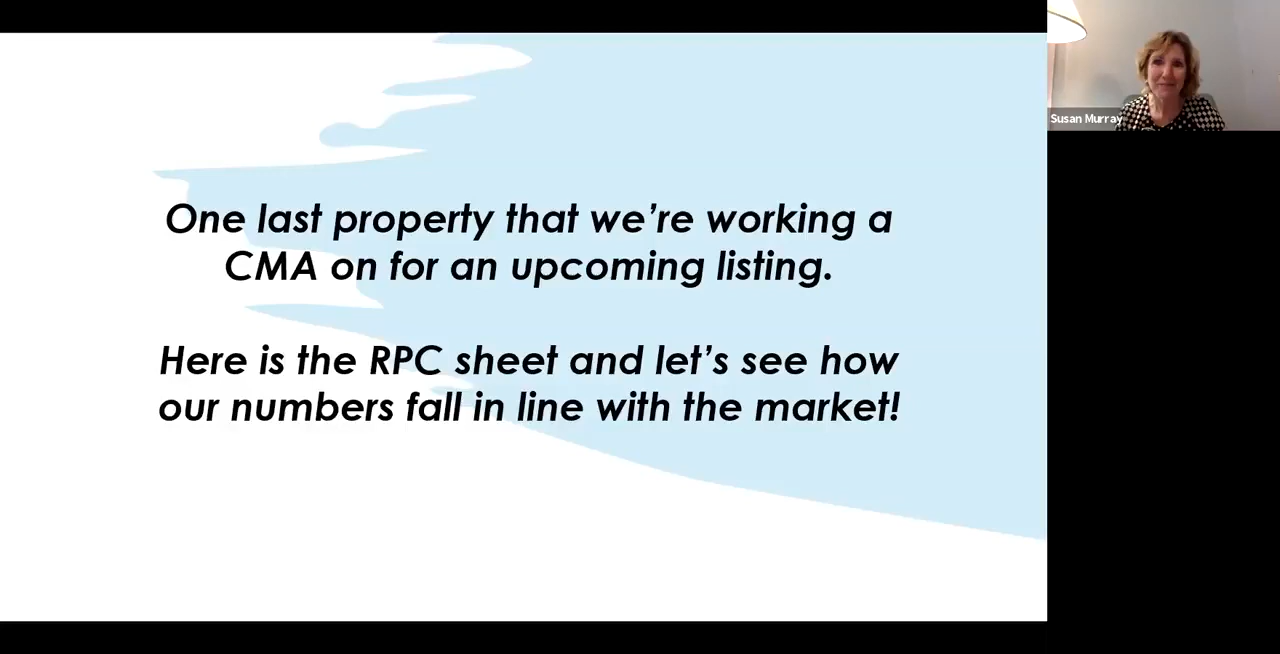 One last property that we’re working a
CMA on for an upcoming listing.
Here is the RPC sheet and let’s see how
our numbers fall in line with the market!
Susan Murray